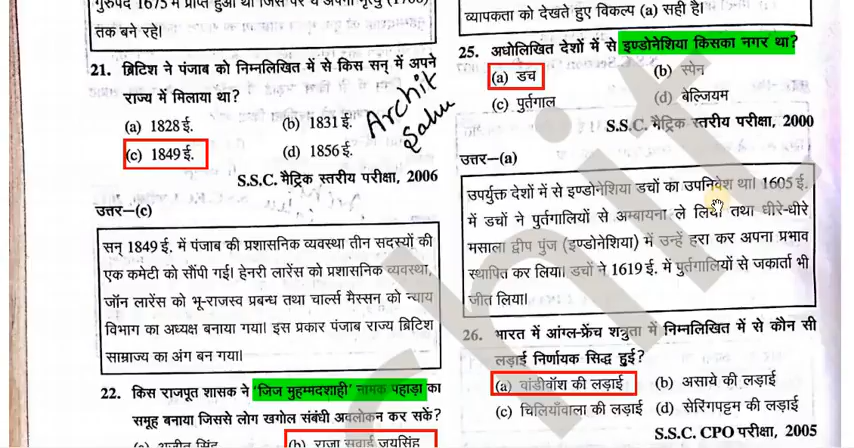 गुरुपद 1675 में प्राप्त हुआ था जिस पर वे अपनी मृत्यु (1708)
तक बने रहे।
21. ब्रिटिश ने पंजाब को निम्नलिखित में से किस सन् में अपने
राज्य में मिलाया था?
(a) 1828 ई. (b) 1831 ई.
(c) 1849 ई. (d) 1856 ई.
S.S.C. मैट्रिक स्तरीय परीक्षा, 2006
उत्तर–(c)
सन् 1849 ई. में पंजाब की प्रशासनिक व्यवस्था तीन सदस्यों की
एक कमेटी को सौंपी गई। हेनरी लारेंस को प्रशासनिक व्यवस्था,
जॉन लारेंस को भू-राजस्व प्रबन्ध तथा चार्ल्स मैस्सन को न्याय
विभाग का अध्यक्ष बनाया गया। इस प्रकार पंजाब राज्य ब्रिटिश
साम्राज्य का अंग बन गया।
22. किस राजपूत शासक ने 'जिज मुहम्मदशाही' नामक पहाड़ा का
समूह बनाया जिससे लोग खगोल संबंधी अवलोकन कर सकें?
(a) अजीत सिंह (b) राजा सवाई जयसिंह
Archit
Sahu
व्यापकता को देखते हुए विकल्प (a) सही है।
25. अधोलिखित देशों में से इण्डोनेशिया किसका नगर था?
(a) डच (b) स्पेन
(c) पुर्तगाल (d) बेल्जियम
S.S.C. मैट्रिक स्तरीय परीक्षा, 2000
उत्तर–(a)
उपर्युक्त देशों में से इण्डोनेशिया डचों का उपनिवेश था। 1605 ई.
में डचों ने पुर्तगालियों से अम्बायना ले लिया तथा धीरे-धीरे
मसाला द्वीप पुंज (इण्डोनेशिया) में उन्हें हरा कर अपना प्रभाव
स्थापित कर लिया। डचों ने 1619 ई. में पुर्तगालियों से जकार्ता भी
जीत लिया।
26. भारत में आंग्ल-फ्रेंच शत्रुता में निम्नलिखित में से कौन सी
लड़ाई निर्णायक सिद्ध हुई?
(a) वांडीवॉश की लड़ाई (b) असाये की लड़ाई
(c) चिलियाँवाला की लड़ाई (d) सेरिंगपट्टम की लड़ाई
S.S.C. CPO परीक्षा, 2005